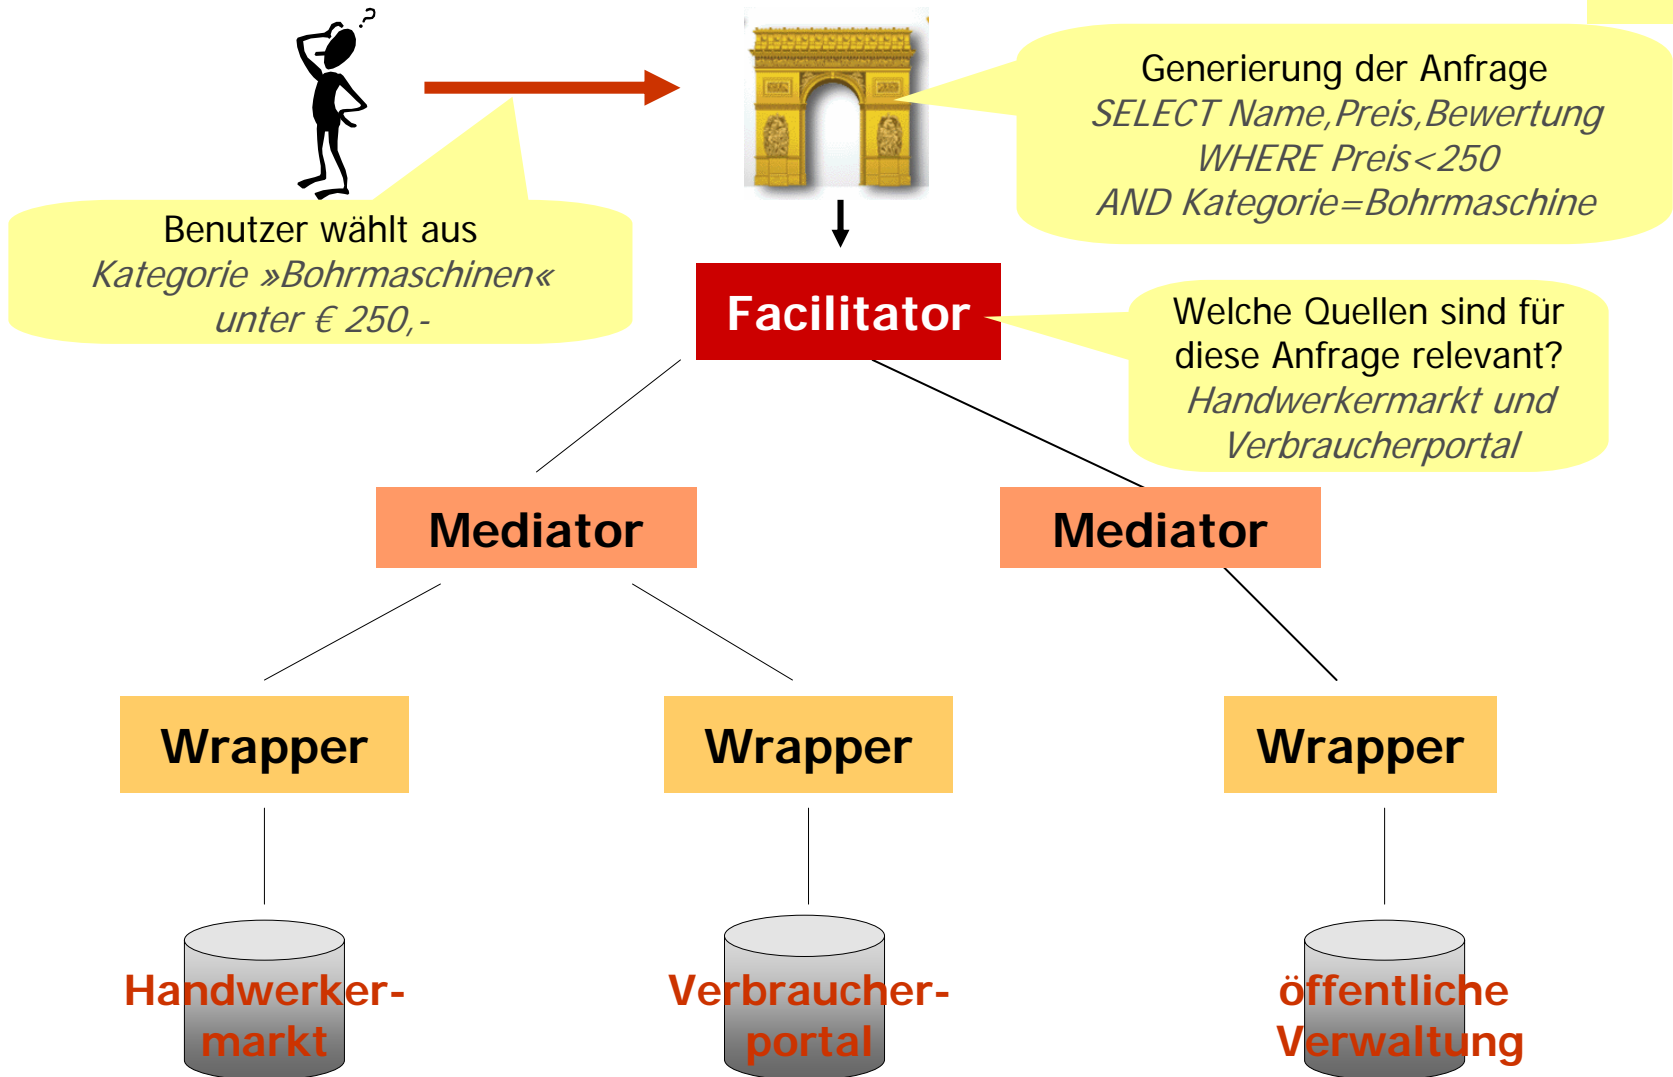 ?
Generierung der Anfrage
SELECT Name,Preis,Bewertung
WHERE Preis<250
AND Kategorie=Bohrmaschine
Benutzer wählt aus
Kategorie »Bohrmaschinen«
unter € 250,-
Facilitator
Welche Quellen sind für
diese Anfrage relevant?
Handwerkermarkt und
Verbraucherportal
Mediator
Mediator
Wrapper
Wrapper
Wrapper
Handwerker-
markt
Verbraucher-
portal
öffentliche
Verwaltung